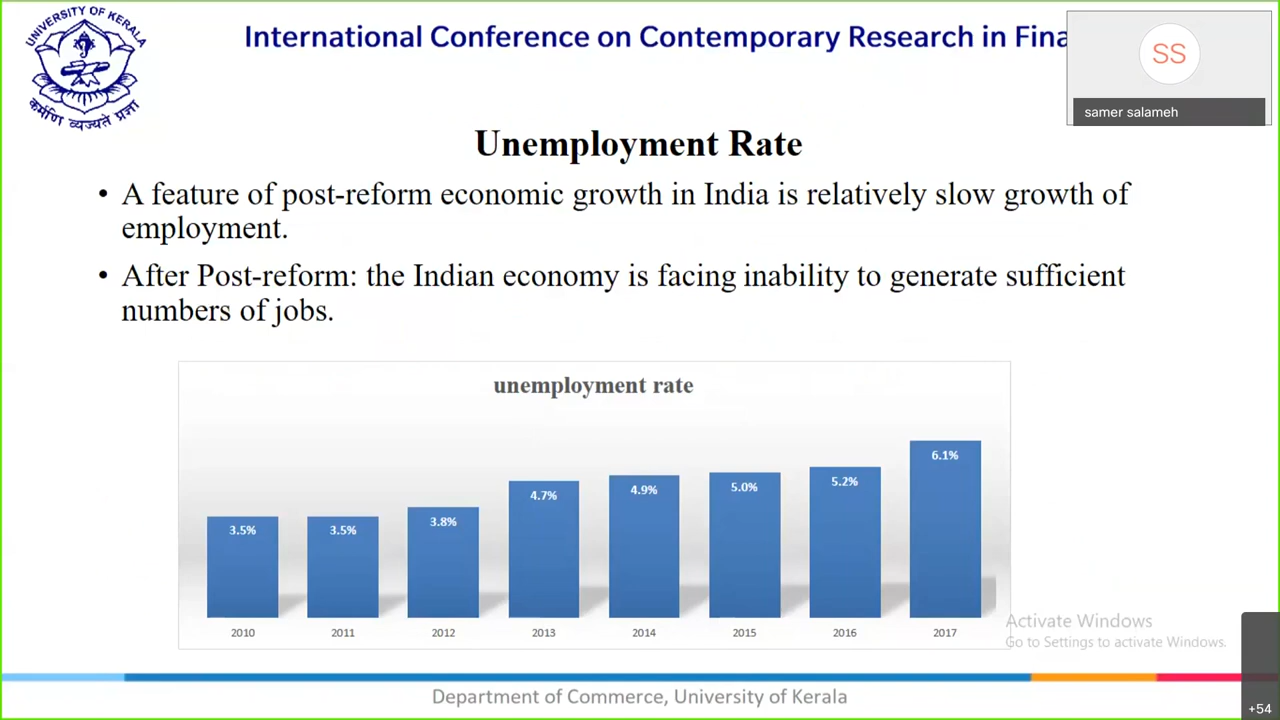 UNIVERSITY OF KERALA
कर्मणि व्यज्यते प्रज्ञा
International Conference on Contemporary Research in Fina
SS
samer salameh
Unemployment Rate
• A feature of post-reform economic growth in India is relatively slow growth of
employment.
• After Post-reform: the Indian economy is facing inability to generate sufficient
numbers of jobs.
unemployment rate
3.5% 3.5% 3.8% 4.7% 4.9% 5.0% 5.2% 6.1%
2010 2011 2012 2013 2014 2015 2016 2017
Activate Windows
Go to Settings to activate Windows.
Department of Commerce, University of Kerala
+54